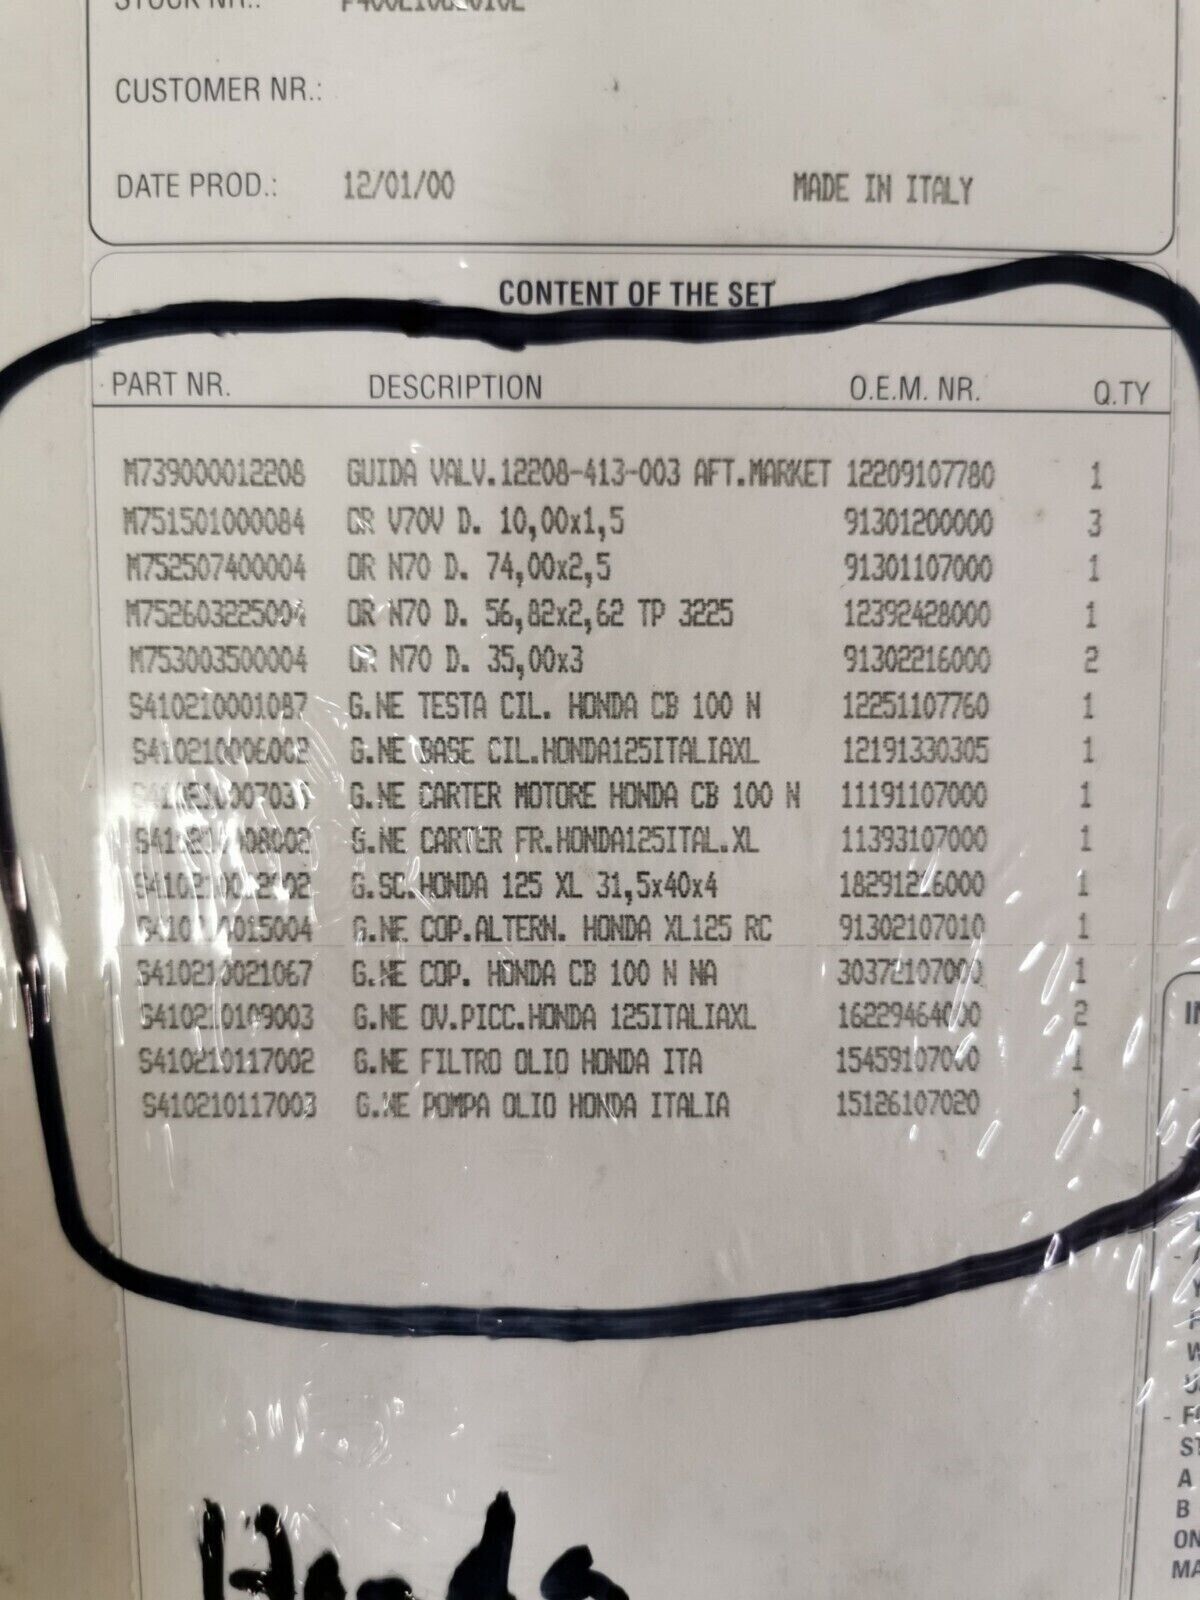 CUSTOMER NR.:
DATE PROD.: 12/01/00 MADE IN ITALY
CONTENT OF THE SET
PART NR. DESCRIPTION O.E.M. NR. Q.TY
M739000012208 GUIDA VALV.12208-413-003 AFT.MARKET 12209107780 1
M751501000084 OR V70V D. 10,00x1,5 91301200000 3
M752507400004 OR N70 D. 74,00x2,5 91301107000 1
M752603225004 OR N70 D. 56,82x2,62 TP 3225 12392428000 1
M753003500004 OR N70 D. 35,00x3 91302216000 2
S410210001087 G.NE TESTA CIL. HONDA CB 100 N 12251107760 1
S410210006002 G.NE BASE CIL.HONDA125ITALIAXL 12191330305 1
G.NE CARTER MOTORE HONDA CB 100 N 11191107000 1
G.NE CARTER FR.HONDA125ITAL.XL 11393107000 1
G.SC.HONDA 125 XL 31,5x40x4 18291216000 1
G.NE COP.ALTERN. HONDA XL125 RC 91302107010 1
S410210021067 G.NE COP. HONDA CB 100 N NA 30372107000 1
S410210109003 G.NE OV.PICC.HONDA 125ITALIAXL 16229464000 2
S410210117002 G.NE FILTRO OLIO HONDA ITA 15459107000 1
S410210117003 G.NE POMPA OLIO HONDA ITALIA 15126107020 1
Honda
A
B